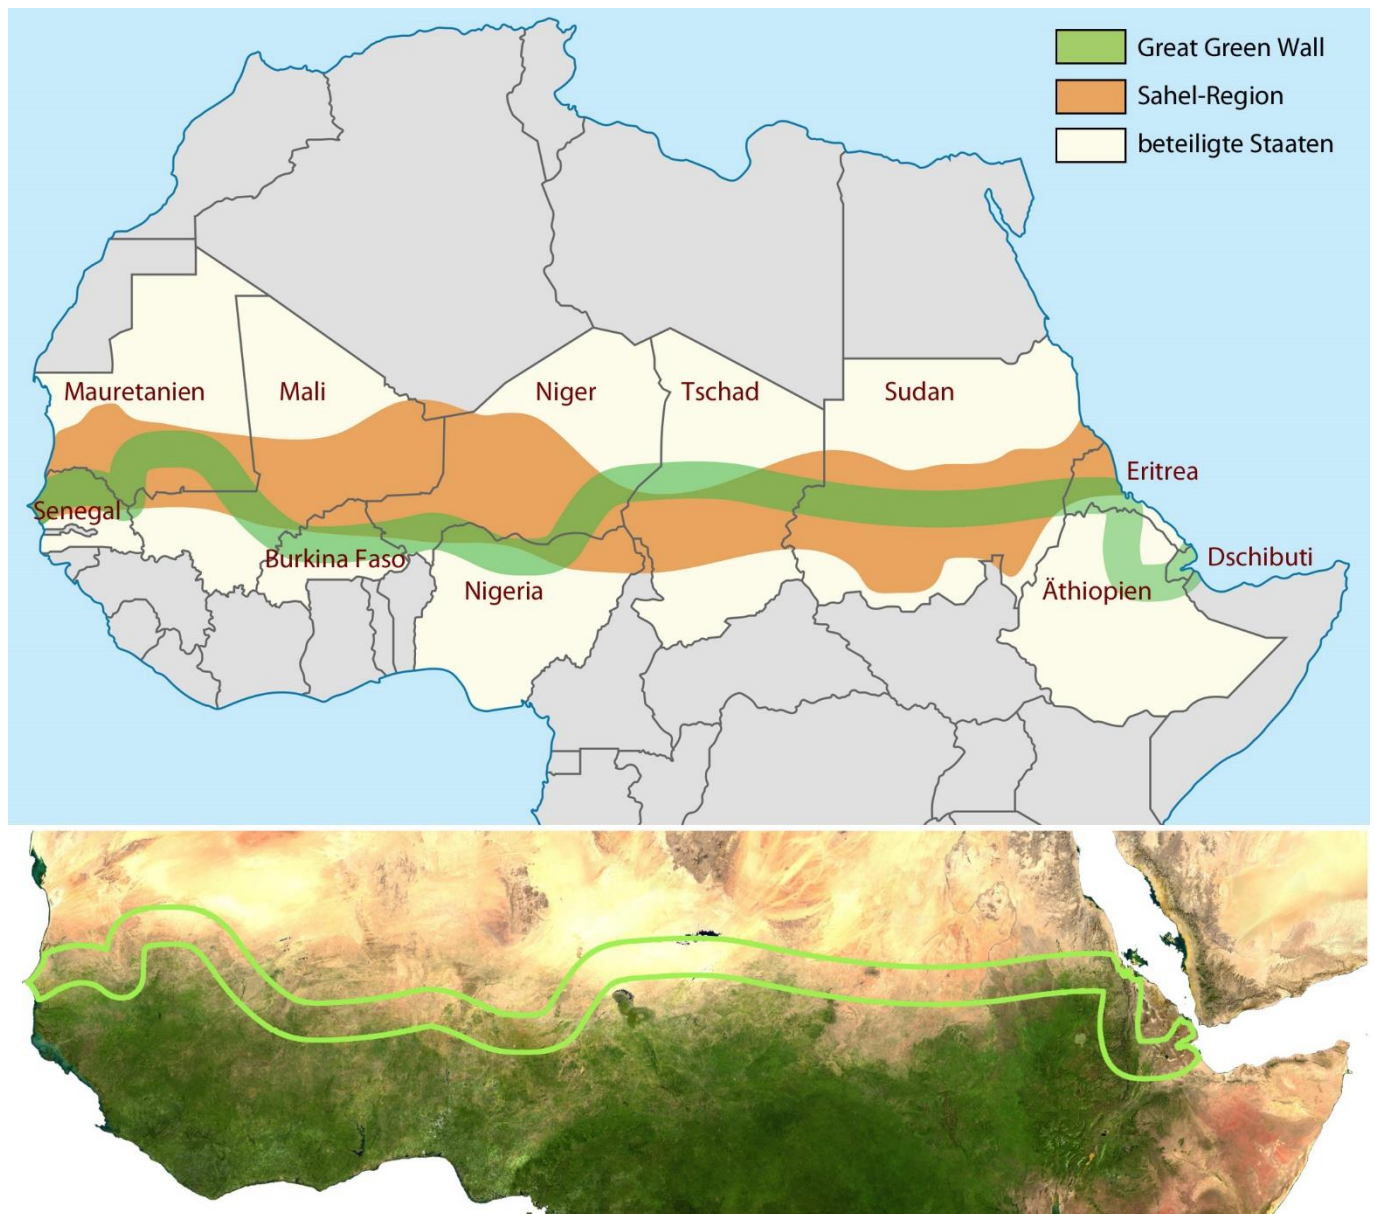 Great Green Wall
Sahel-Region
beteiligte Staaten
Mauretanien
Mali
Niger
Tschad
Sudan
Eritrea
Senegal
Burkina Faso
Dschibuti
Nigeria
Äthiopien